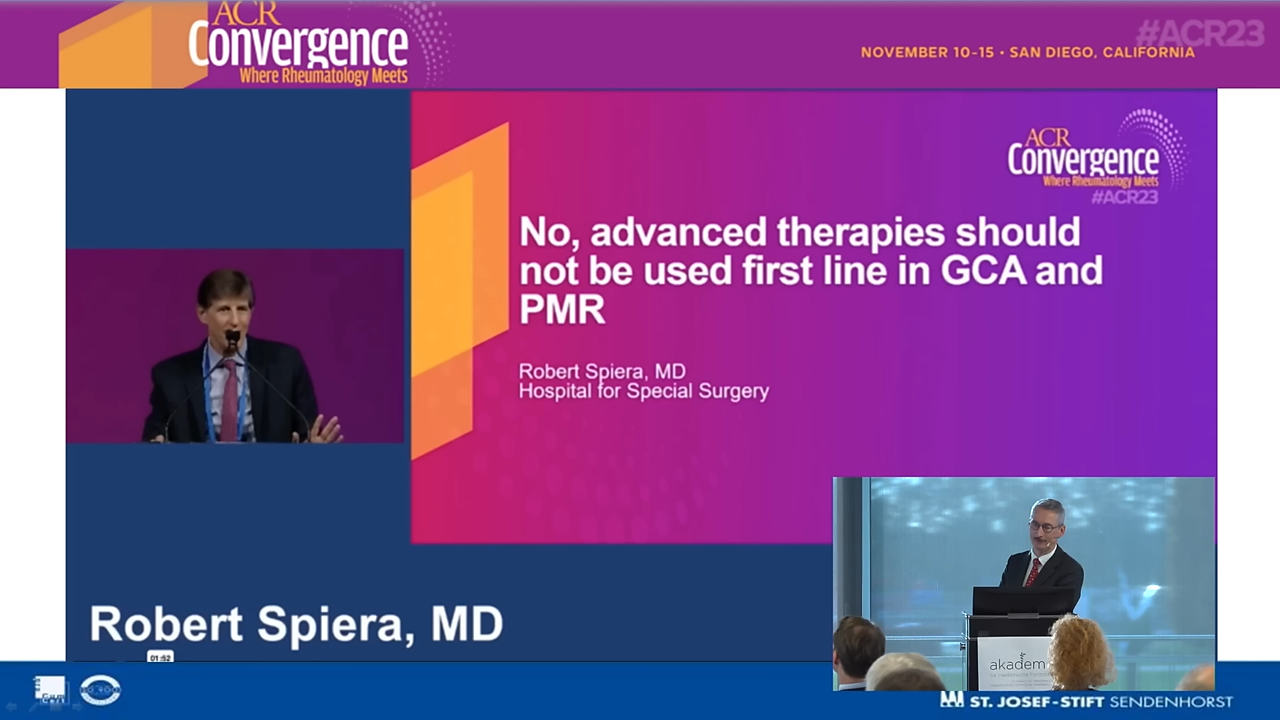 ACR
Convergence
Where Rheumatology Meets
#ACR23
NOVEMBER 10-15 • SAN DIEGO, CALIFORNIA
ACR
Convergence
Where Rheumatology Meets
#ACR23
No, advanced therapies should
not be used first line in GCA and
PMR
Robert Spiera, MD
Hospital for Special Surgery
Robert Spiera, MD
01:52
akadem
ST. JOSEF-STIFT SENDENHORST